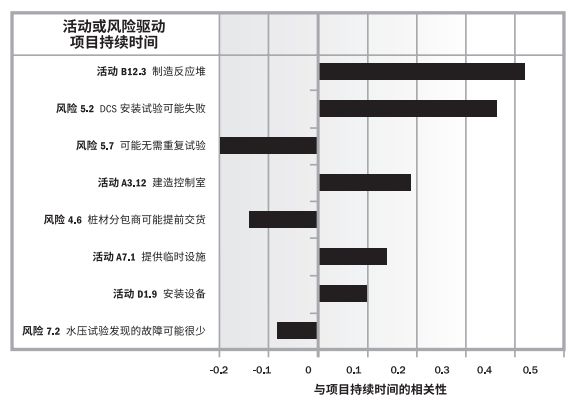 活动或风险驱动
项目持续时间
活动 B12.3 制造反应堆
风险 5.2 DCS 安装试验可能失败
风险 5.7 可能无需重复试验
活动 A3.12 建造控制室
风险 4.6 桩材分包商可能提前交货
活动 A7.1 提供临时设施
活动 D1.9 安装设备
风险 7.2 水压试验发现的故障可能很少
-0.2 -0.1 0 0.1 0.2 0.3 0.4 0.5
与项目持续时间的相关性